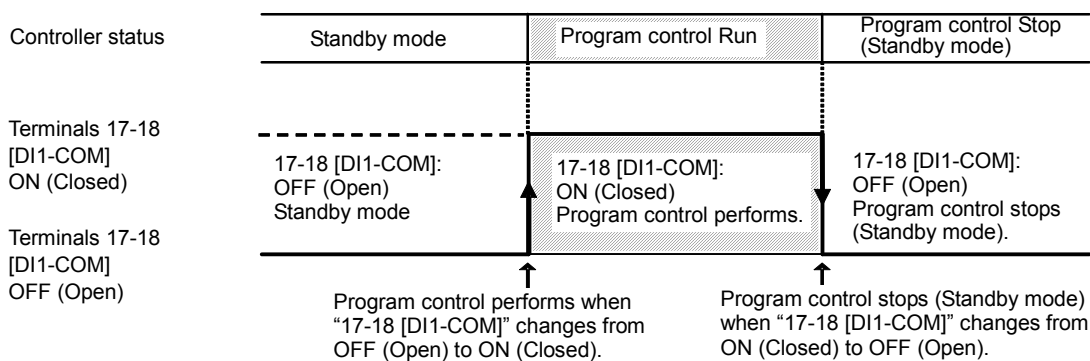 Controller status
Standby mode
Program control Run
Program control Stop
(Standby mode)
Terminals 17-18
[DI1-COM]
ON (Closed)
Terminals 17-18
[DI1-COM]
OFF (Open)
17-18 [DI1-COM]:
OFF (Open)
Standby mode
17-18 [DI1-COM]:
ON (Closed)
Program control performs.
17-18 [DI1-COM]:
OFF (Open)
Program control stops
(Standby mode).
Program control performs when
“17-18 [DI1-COM]” changes from
OFF (Open) to ON (Closed).
Program control stops (Standby mode)
when “17-18 [DI1-COM]” changes from
ON (Closed) to OFF (Open).